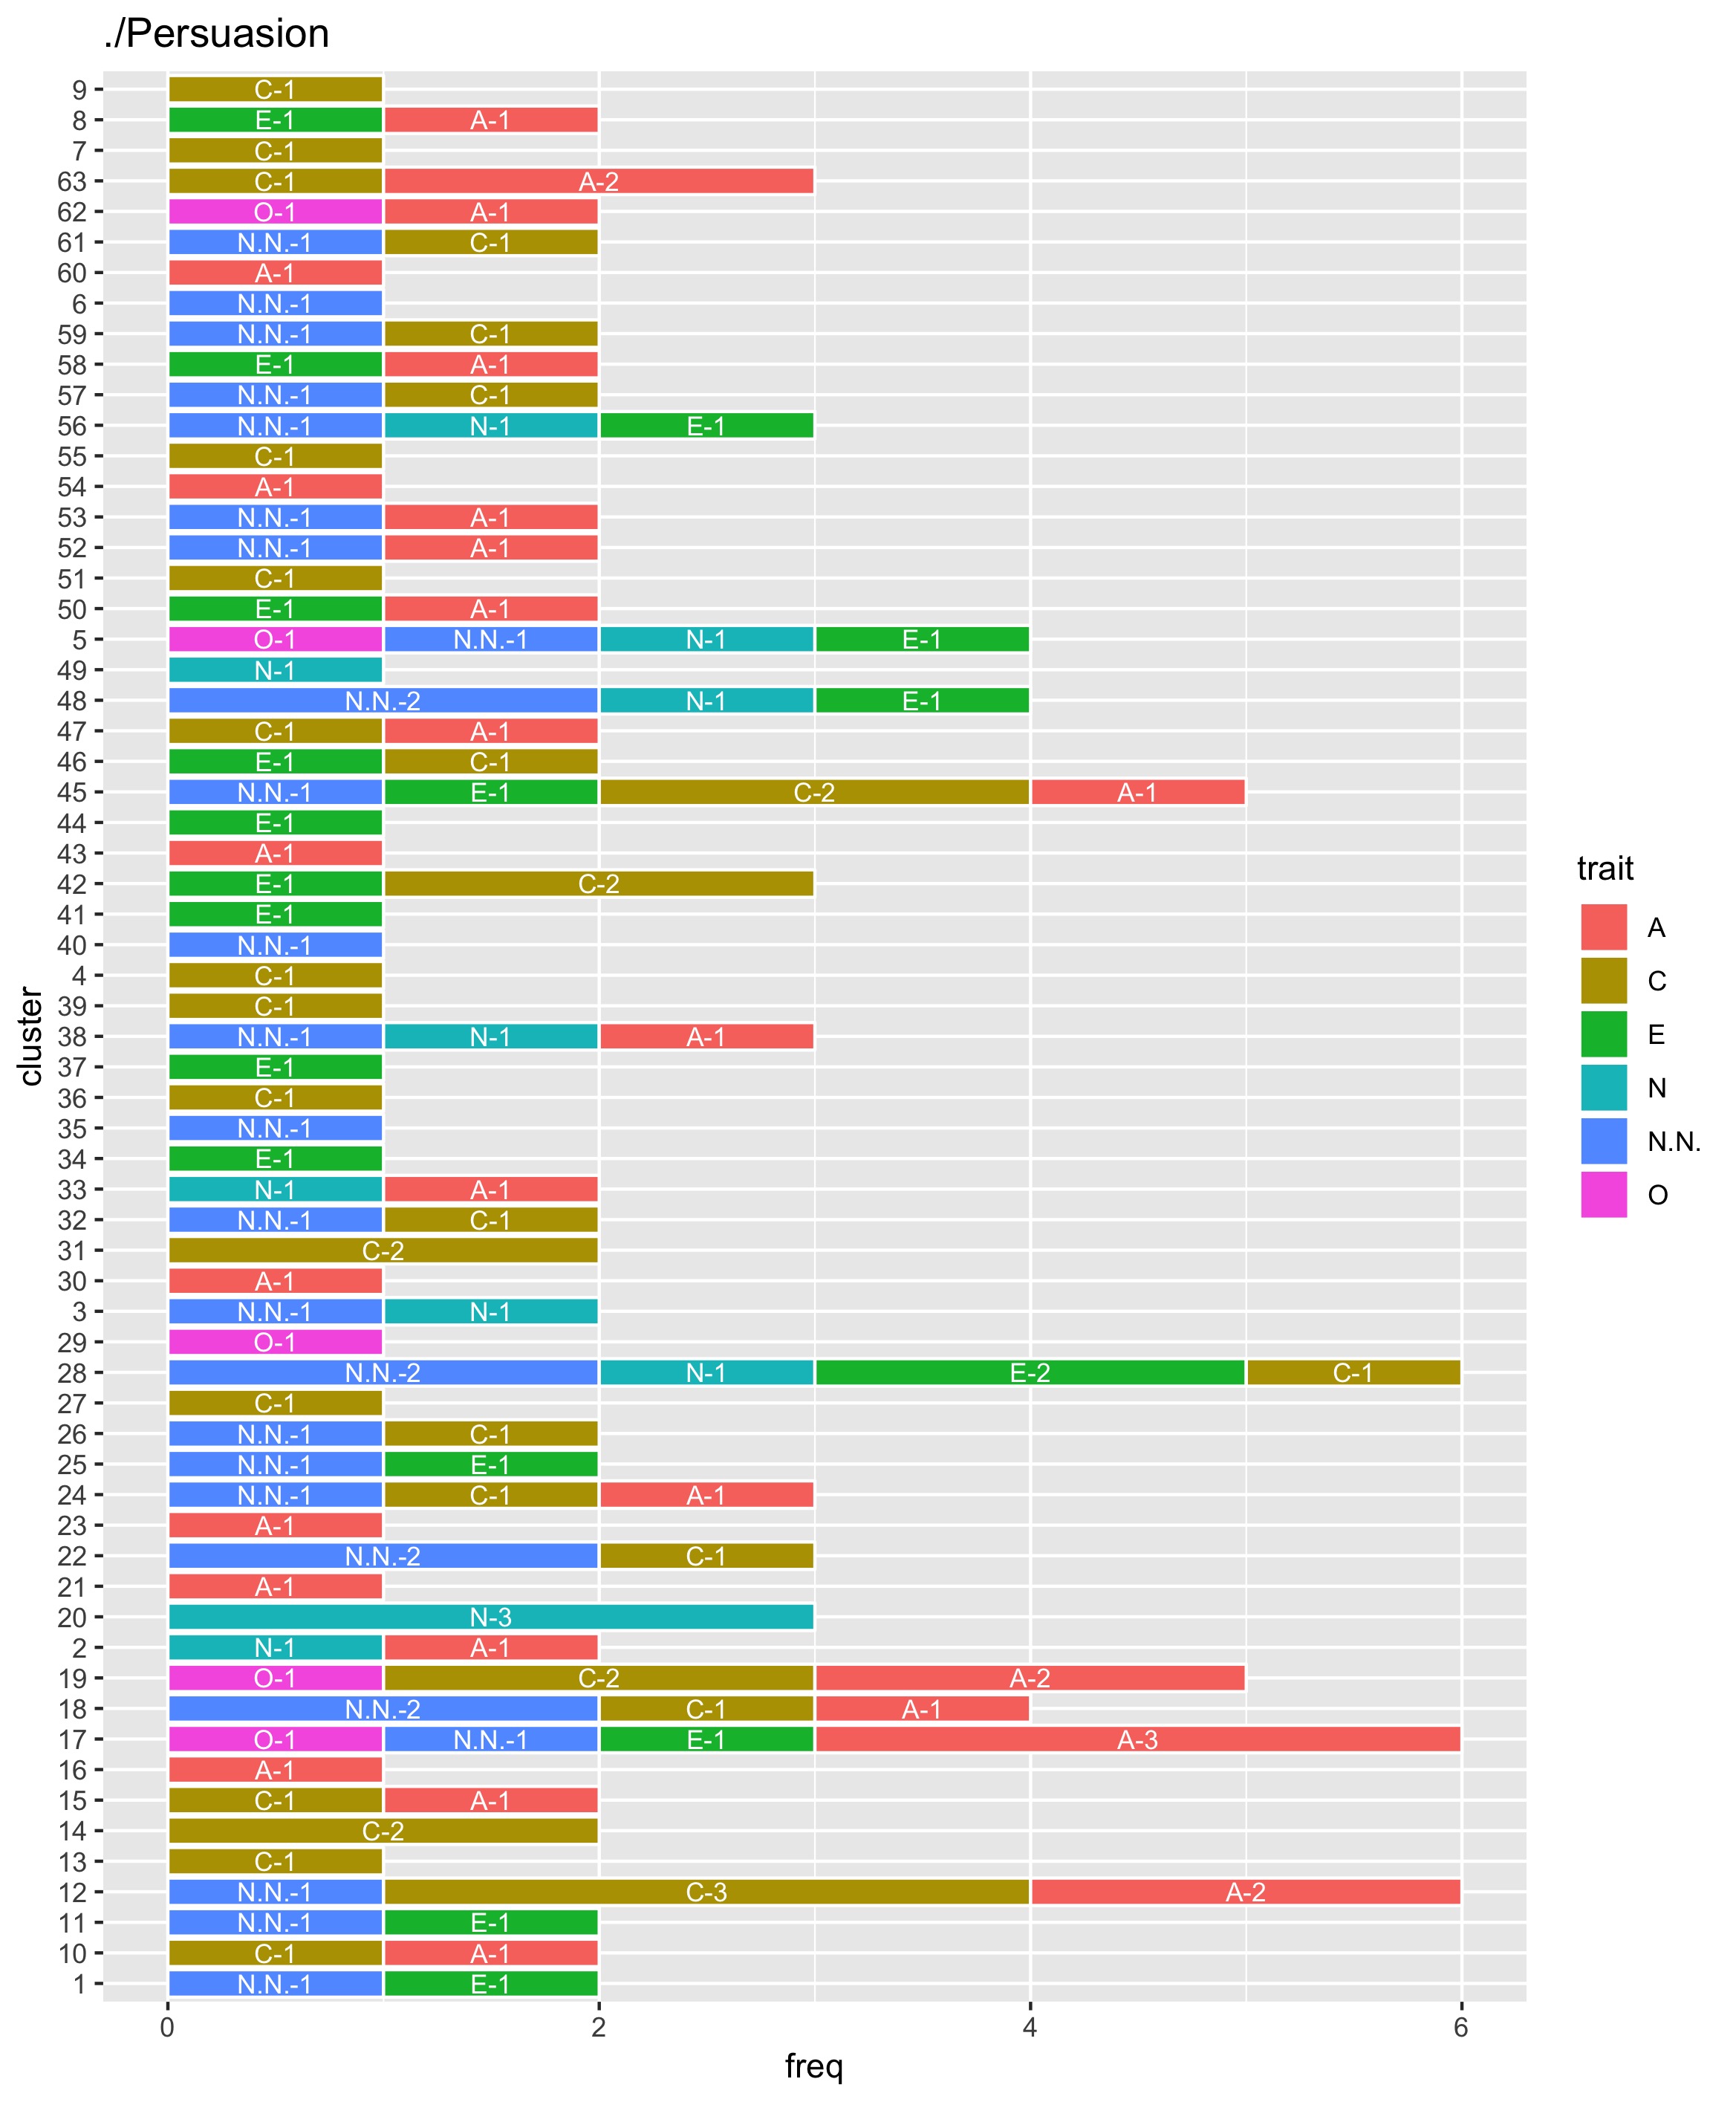 ./Persuasion
9 C-1
8 E-1 A-1
7 C-1
63 C-1 A-2
62 O-1 A-1
61 N.N.-1 C-1
60 A-1
6 N.N.-1
59 N.N.-1 C-1
58 E-1 A-1
57 N.N.-1 C-1
56 N.N.-1 N-1 E-1
55 C-1
54 A-1
53 N.N.-1 A-1
52 N.N.-1 A-1
51 C-1
50 E-1 A-1
5 O-1 N.N.-1 N-1 E-1
49 N-1
48 N.N.-2 N-1 E-1
47 C-1 A-1
46 E-1 C-1
45 N.N.-1 E-1 C-2 A-1
44 E-1
43 A-1
42 E-1 C-2
41 E-1
40 N.N.-1
4 C-1
39 C-1
38 N.N.-1 N-1 A-1
37 E-1
36 C-1
35 N.N.-1
34 E-1
33 N-1 A-1
32 N.N.-1 C-1
31 C-2
30 A-1
3 N.N.-1 N-1
29 O-1
28 N.N.-2 N-1 E-2 C-1
27 C-1
26 N.N.-1 C-1
25 N.N.-1 E-1
24 N.N.-1 C-1 A-1
23 A-1
22 N.N.-2 C-1
21 A-1
20 N-3
2 N-1 A-1
19 O-1 C-2 A-2
18 N.N.-2 C-1 A-1
17 O-1 N.N.-1 E-1 A-3
16 A-1
15 C-1 A-1
14 C-2
13 C-1
12 N.N.-1 C-3 A-2
11 N.N.-1 E-1
10 C-1 A-1
1 N.N.-1 E-1
0 2 4 6
freq
cluster
trait
A
C
E
N
N.N.
O